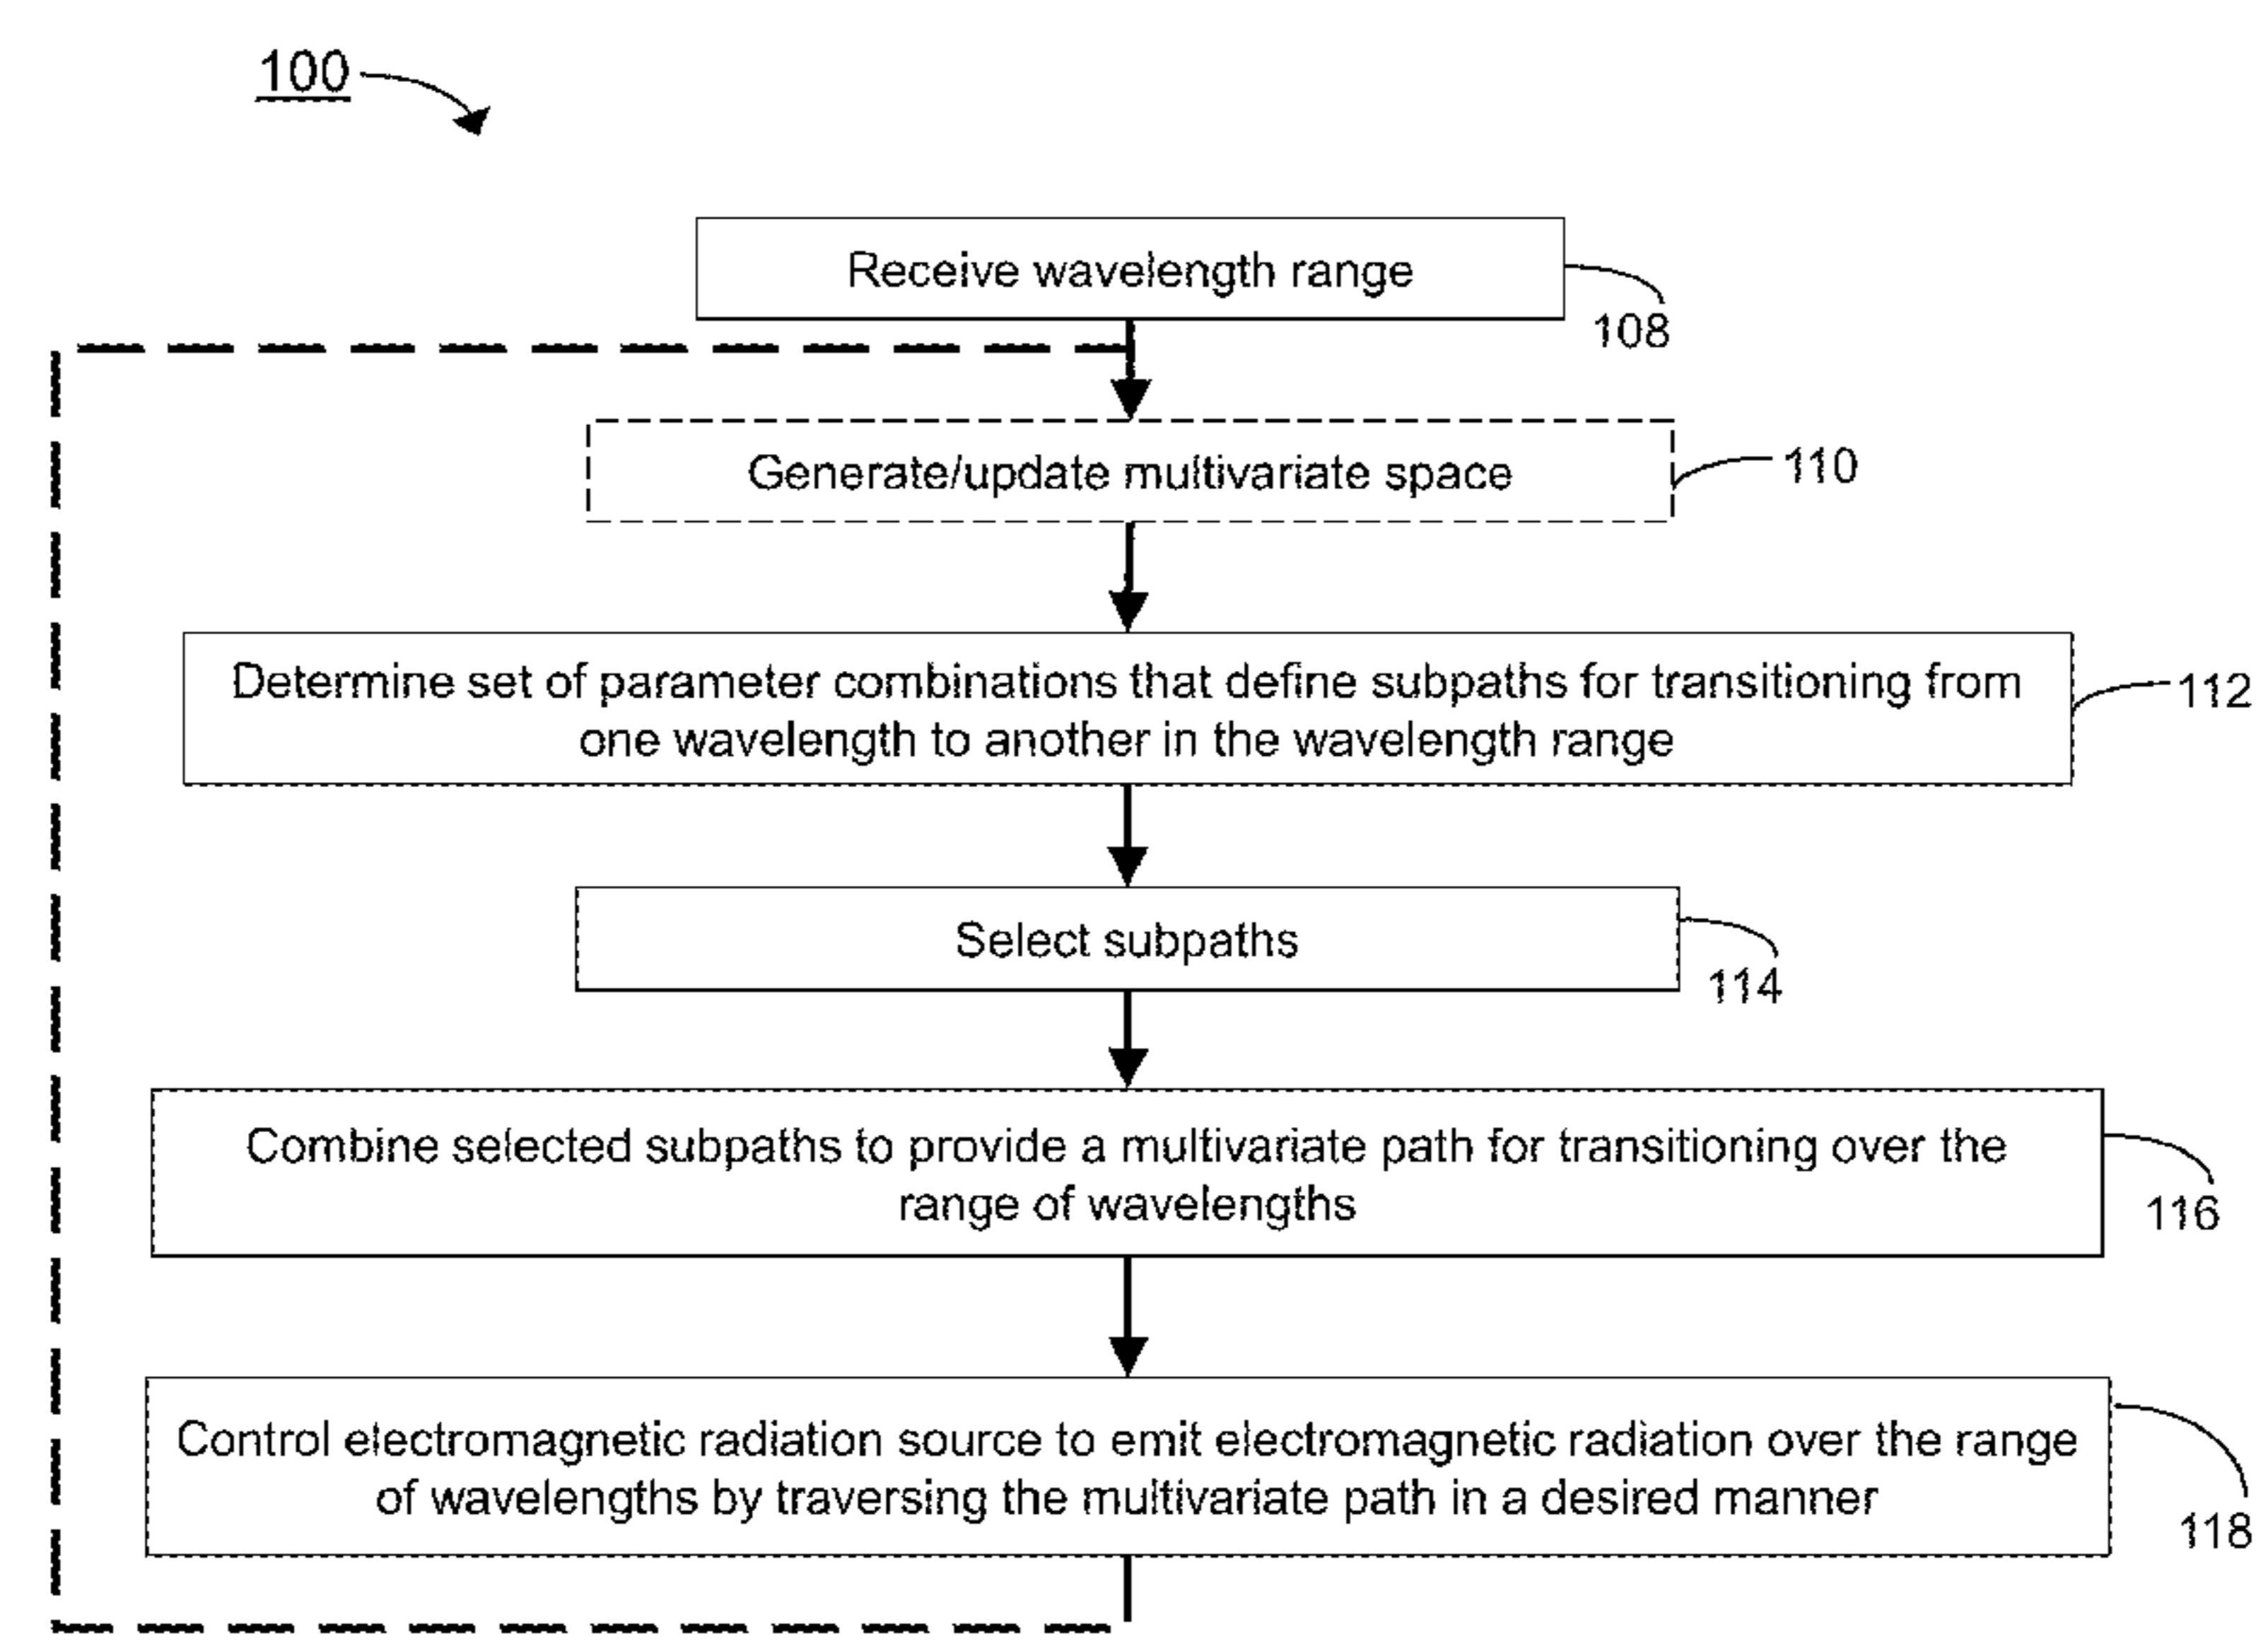 100
Receive wavelength range
108
Generate/update multivariate space
110
Determine set of parameter combinations that define subpaths for transitioning from
one wavelength to another in the wavelength range
112
Select subpaths
114
Combine selected subpaths to provide a multivariate path for transitioning over the
range of wavelengths
116
Control electromagnetic radiation source to emit electromagnetic radiation over the range
of wavelengths by traversing the multivariate path in a desired manner
118